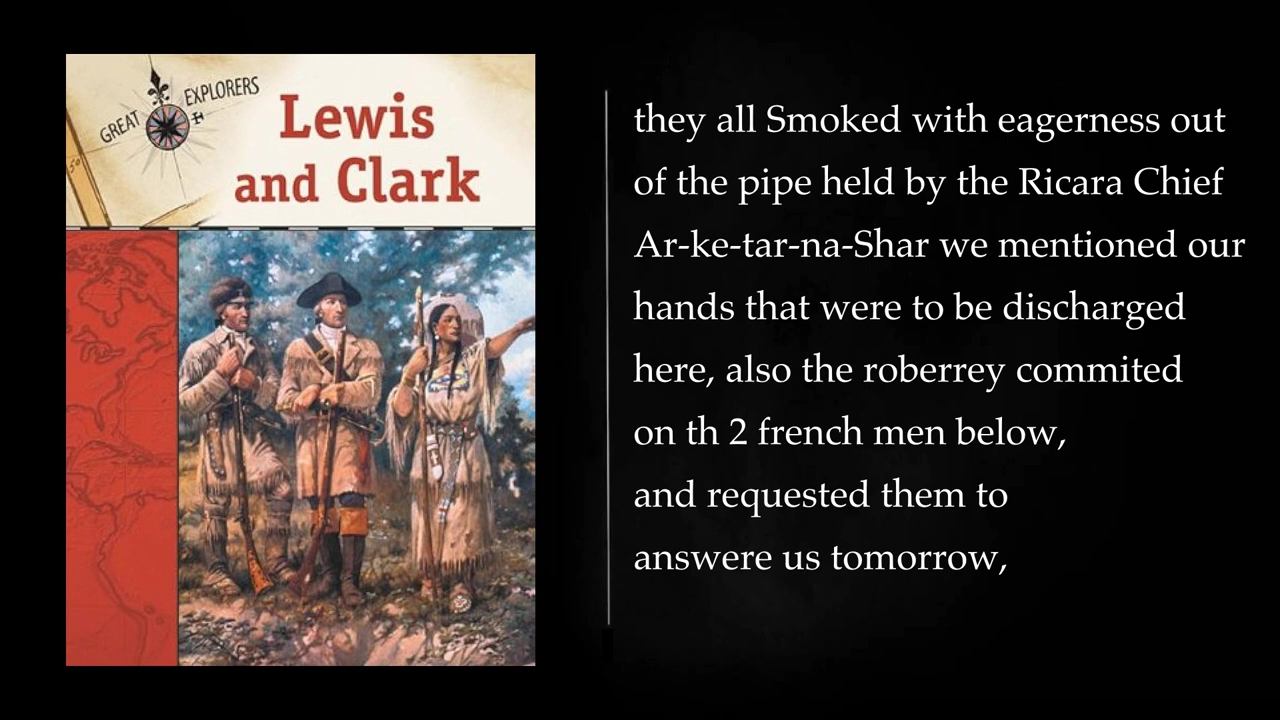 GREAT EXPLORERS
Lewis
and Clark
they all Smoked with eagerness out
of the pipe held by the Ricara Chief
Ar-ke-tar-na-Shar we mentioned our
hands that were to be discharged
here, also the roberrey commited
on th 2 french men below,
and requested them to
answere us tomorrow,